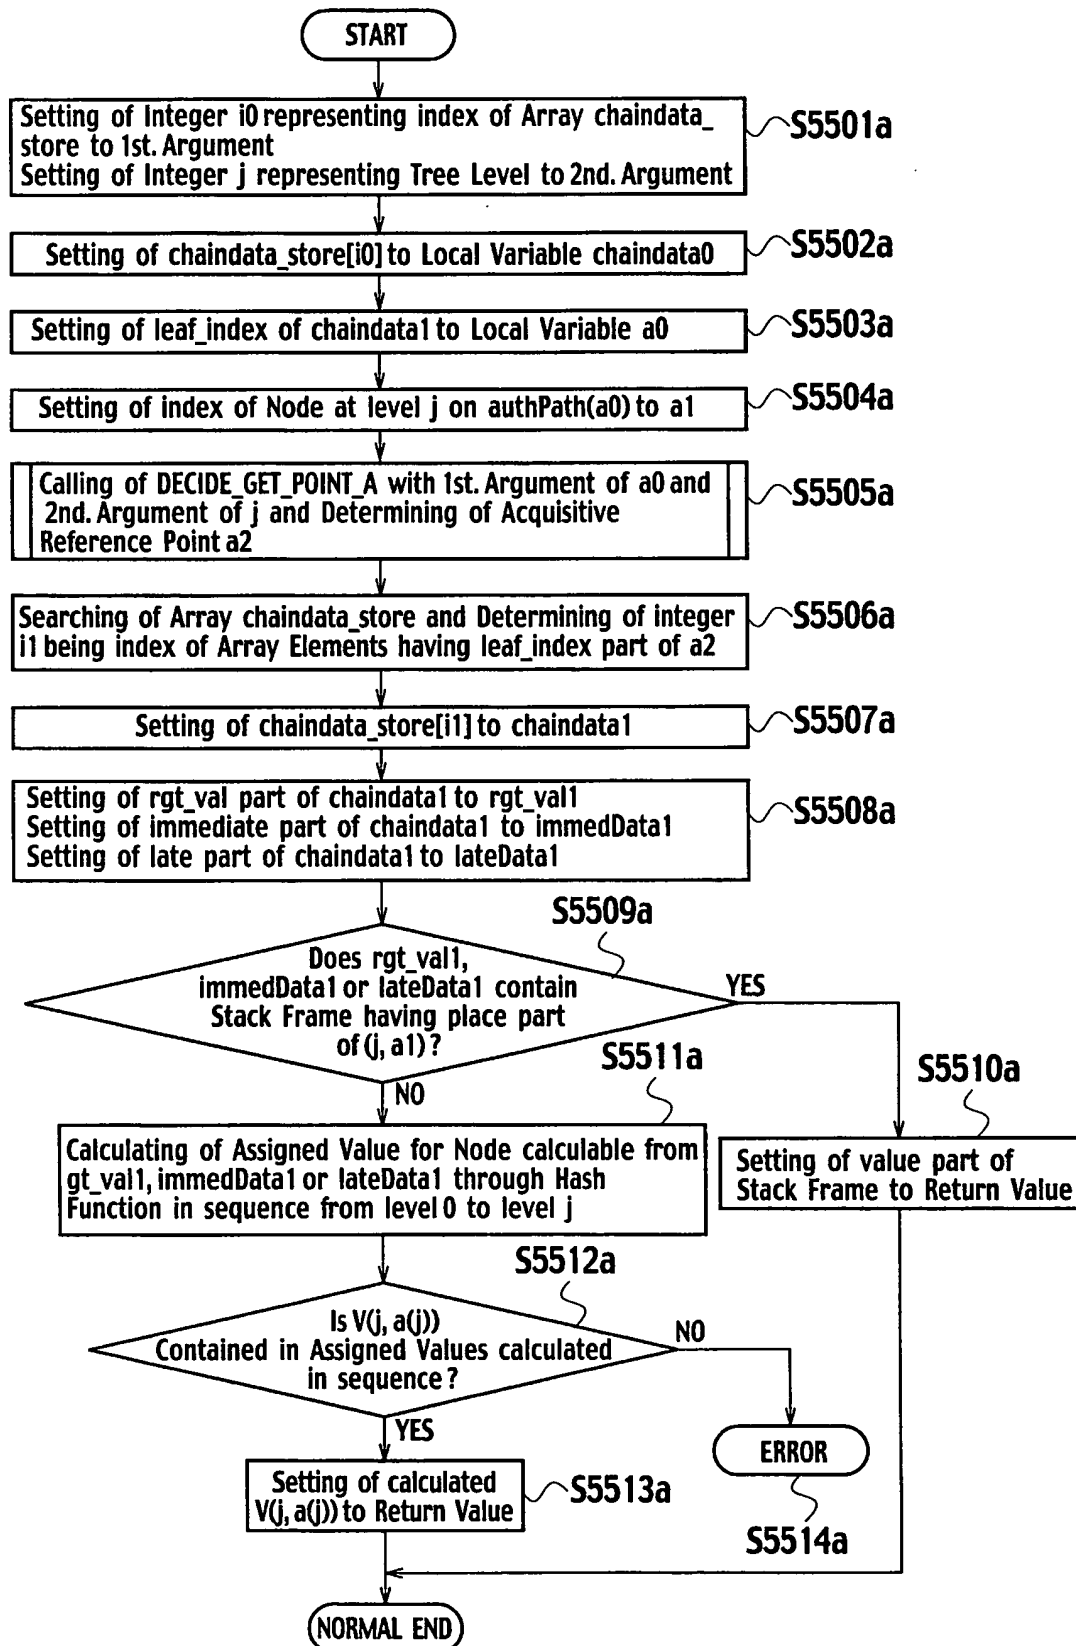 START
Setting of Integer i0 representing index of Array chaindata_
store to 1st. Argument
Setting of Integer j representing Tree Level to 2nd. Argument
S5501a
Setting of chaindata_store[i0] to Local Variable chaindata0
S5502a
Setting of leaf_index of chaindata1 to Local Variable a0
S5503a
Setting of index of Node at level j on authPath(a0) to a1
S5504a
Calling of DECIDE_GET_POINT_A with 1st. Argument of a0 and
2nd. Argument of j and Determining of Acquisitive
Reference Point a2
S5505a
Searching of Array chaindata_store and Determining of integer
i1 being index of Array Elements having leaf_index part of a2
S5506a
Setting of chaindata_store[i1] to chaindata1
S5507a
Setting of rgt_val part of chaindata1 to rgt_val1
Setting of immediate part of chaindata1 to immedData1
Setting of late part of chaindata1 to lateData1
S5508a
S5509a
Does rgt_val1,
immedData1 or lateData1 contain
Stack Frame having place part
of (j, a1) ?
YES
NO
S5511a
S5510a
Calculating of Assigned Value for Node calculable from
gt_val1, immedData1 or lateData1 through Hash
Function in sequence from level 0 to level j
Setting of value part of
Stack Frame to Return Value
S5512a
Is V(j, a(j))
Contained in Assigned Values calculated
in sequence ?
NO
YES
ERROR
S5514a
Setting of calculated
V(j, a(j)) to Return Value
S5513a
NORMAL END